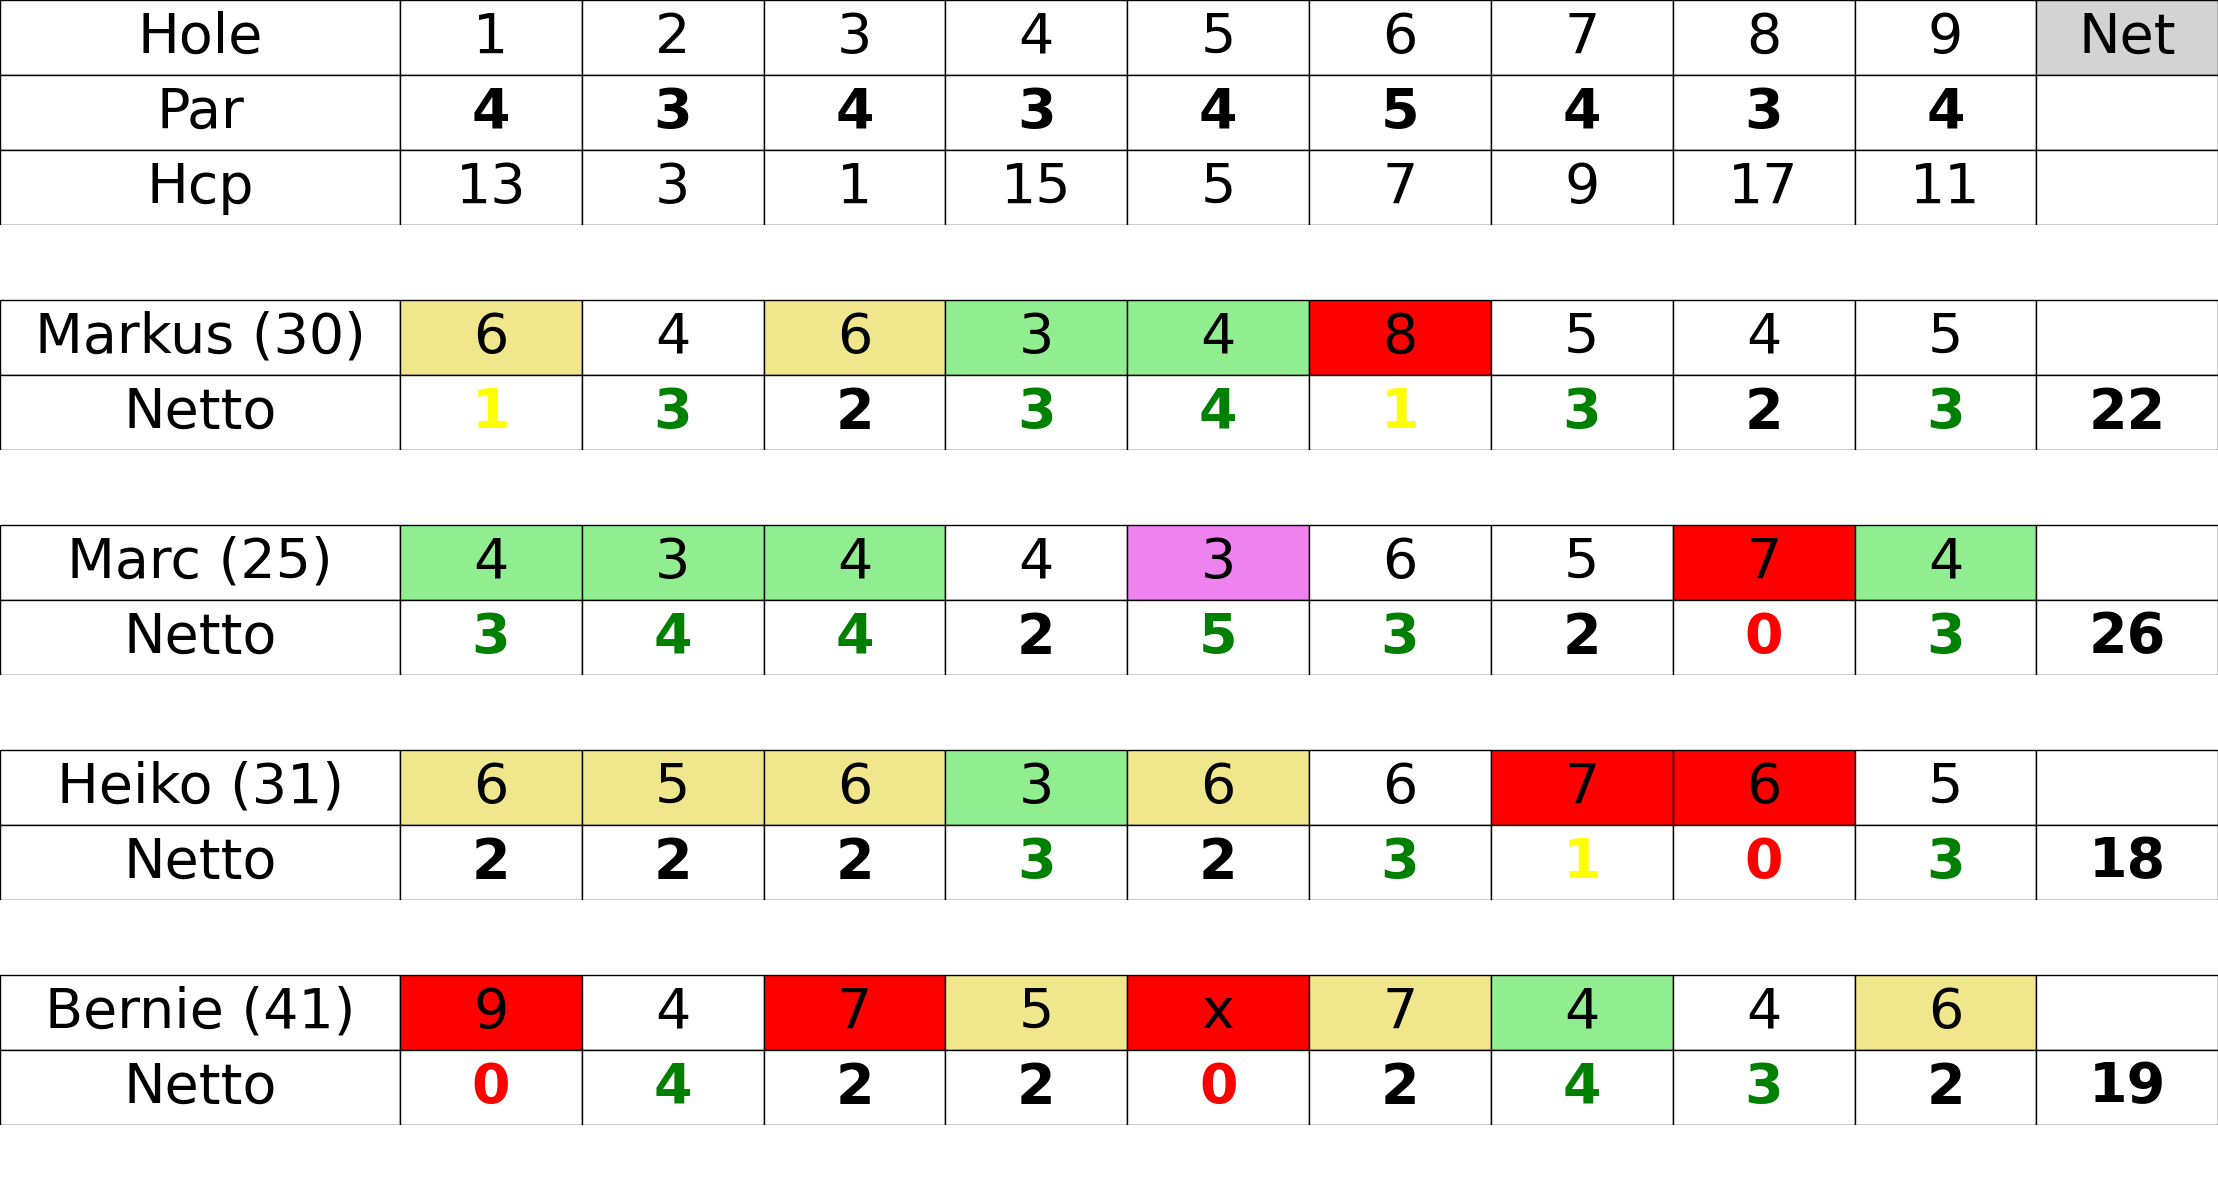 Hole 1 2 3 4 5 6 7 8 9 Net
Par 4 3 4 3 4 5 4 3 4
Hcp 13 3 1 15 5 7 9 17 11
Markus (30) 6 4 6 3 4 8 5 4 5
Netto 1 3 2 3 4 1 3 2 3 22
Marc (25) 4 3 4 4 3 6 5 7 4
Netto 3 4 4 2 5 3 2 0 3 26
Heiko (31) 6 5 6 3 6 6 7 6 5
Netto 2 2 2 3 2 3 1 0 3 18
Bernie (41) 9 4 7 5 x 7 4 4 6
Netto 0 4 2 2 0 2 4 3 2 19